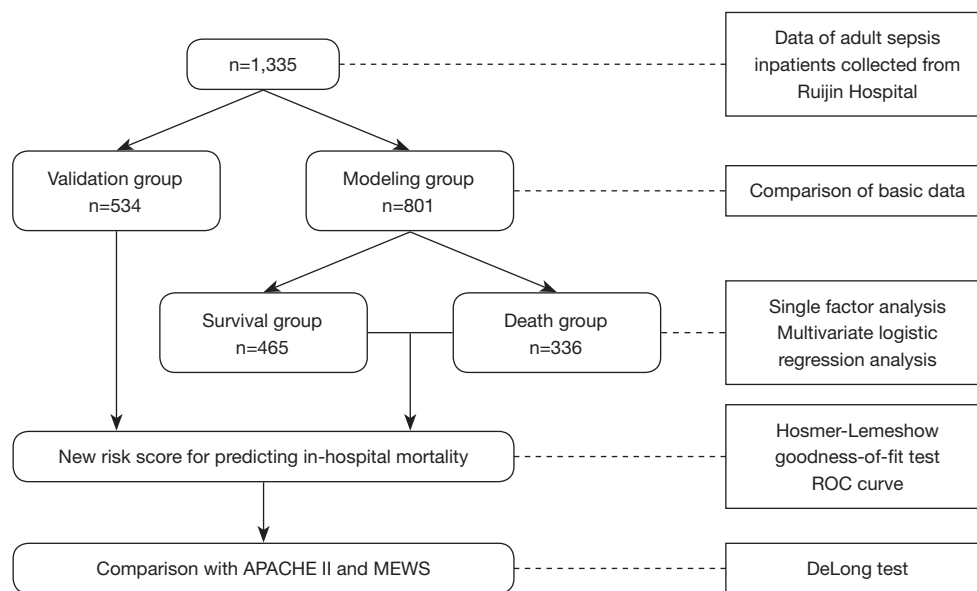 n=1,335
Data of adult sepsis
inpatients collected from
Ruijin Hospital
Validation group
n=534
Modeling group
n=801
Comparison of basic data
Survival group
n=465
Death group
n=336
Single factor analysis
Multivariate logistic
regression analysis
New risk score for predicting in-hospital mortality
Hosmer-Lemeshow
goodness-of-fit test
ROC curve
Comparison with APACHE II and MEWS
DeLong test